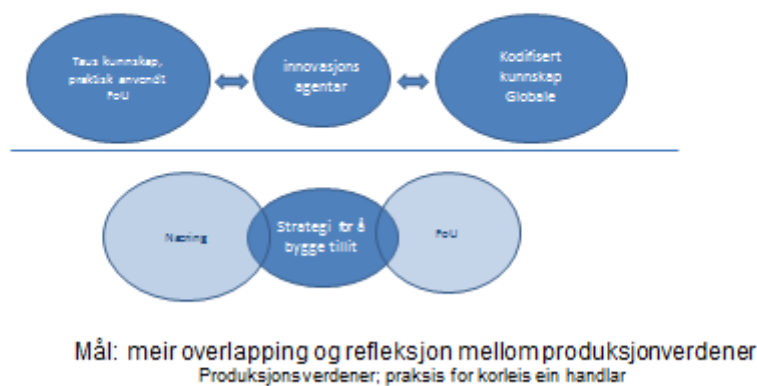 Taus kunnskap,
praktisk anvendt
FoU
innovasjons
agentar
Kodifisert
kunnskap
Globale
Næring
Strategi for å
bygge tillit
FoU
Mål: meir overlapping og refleksjon mellom produksjonverdener
Produksjonsverdener; praksis for korleis ein handlar